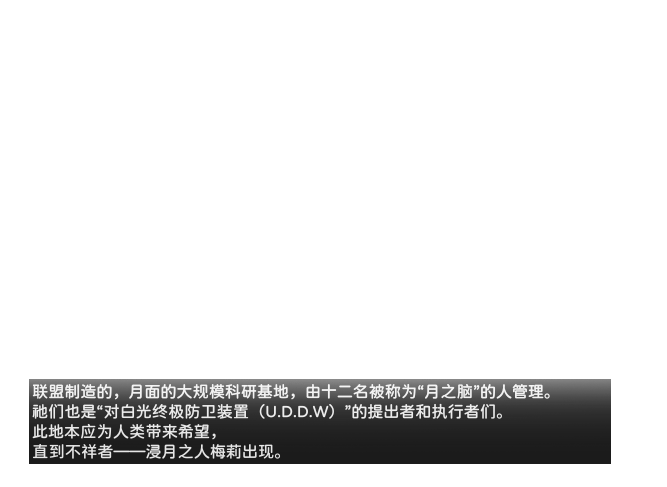 联盟制造的，月面的大规模科研基地，由十二名被称为“月之脑”的人管理。
祂们也是“对白光终极防卫装置（U.D.D.W）”的提出者和执行者们。
此地本应为人类带来希望，
直到不祥者——浸月之人梅莉出现。